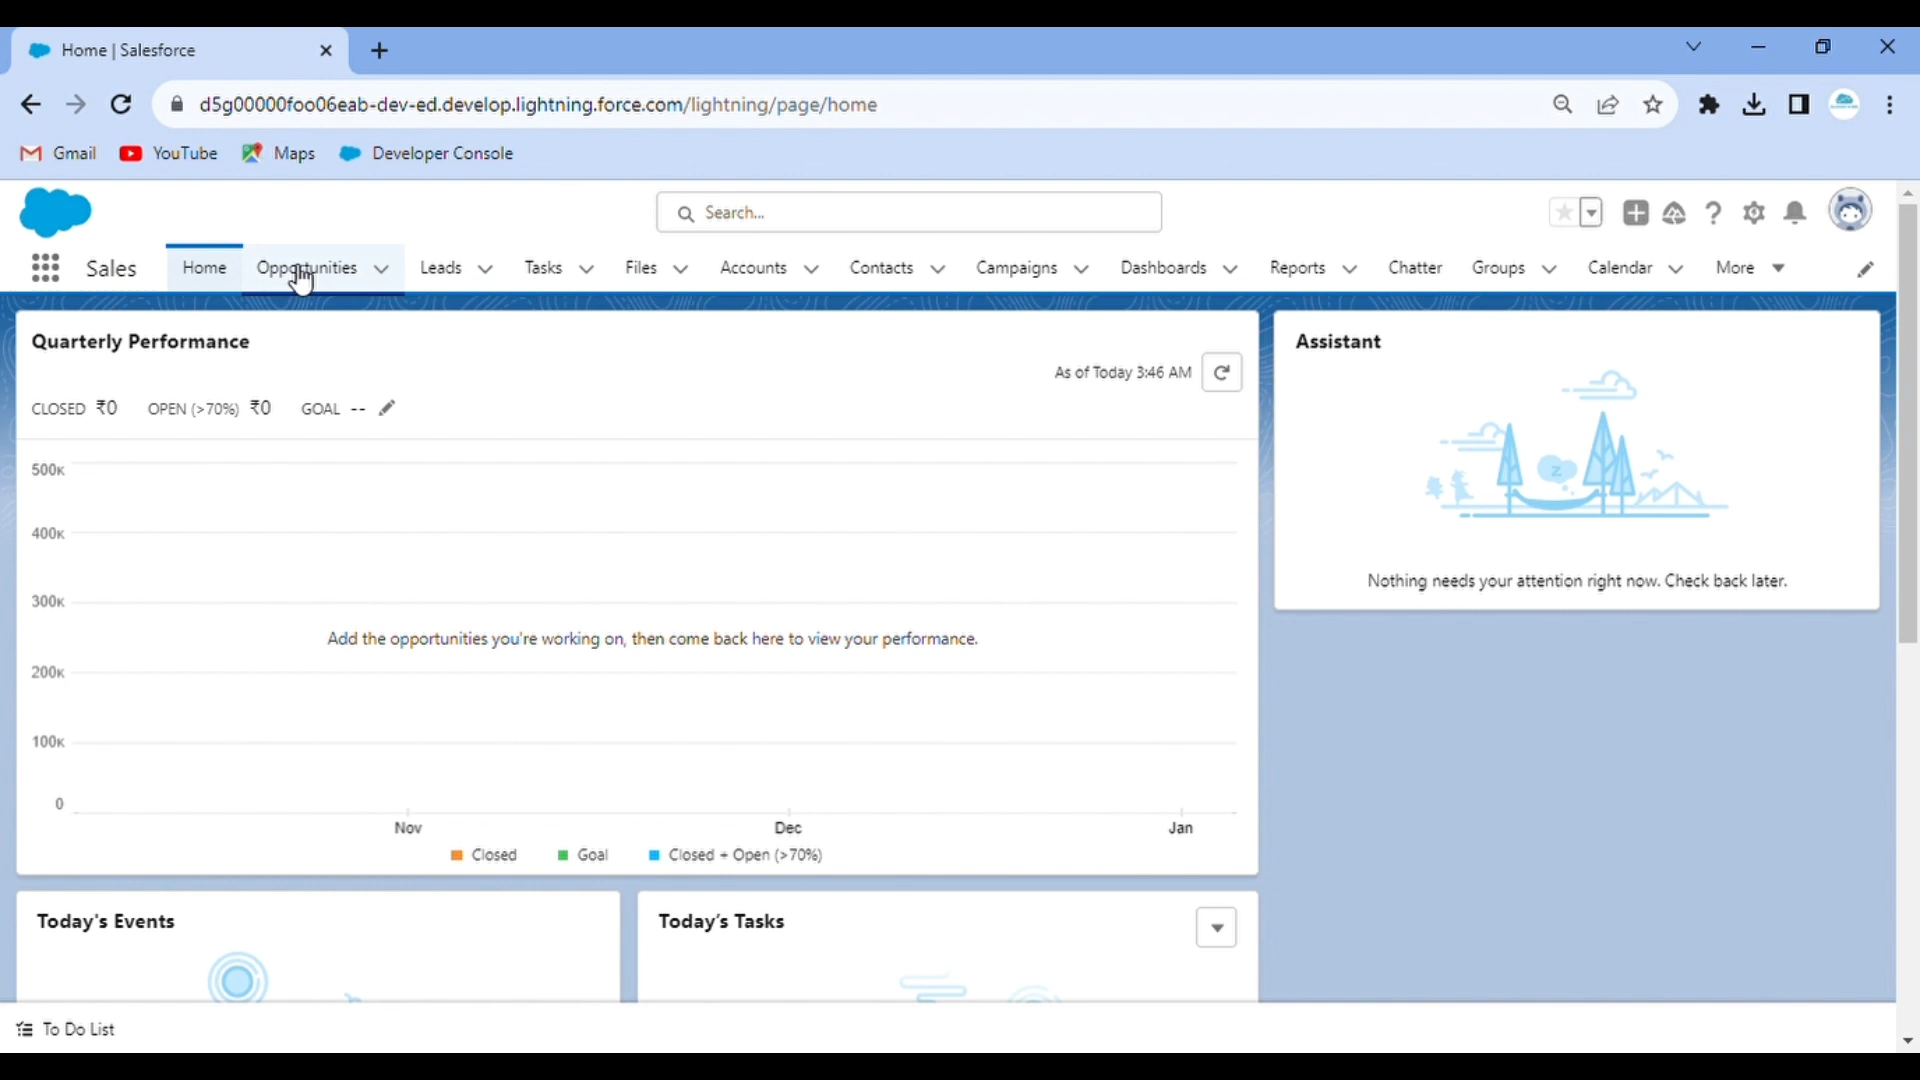 Home | Salesforce
d5g00000foo06eab-dev-ed.develop.lightning.force.com/lightning/page/home
Gmail YouTube Maps Developer Console
Search...
Sales Home Opportunities Leads Tasks Files Accounts Contacts Campaigns Dashboards Reports Chatter Groups Calendar More
Quarterly Performance
As of Today 3:46 AM
CLOSED ₹0 OPEN (>70%) ₹0 GOAL --
500K
400K
300K
Add the opportunities you're working on, then come back here to view your performance.
200K
100K
0
Nov Dec Jan
Closed Goal Closed + Open (>70%)
Assistant
z
Nothing needs your attention right now. Check back later.
Today's Events
Today's Tasks
To Do List